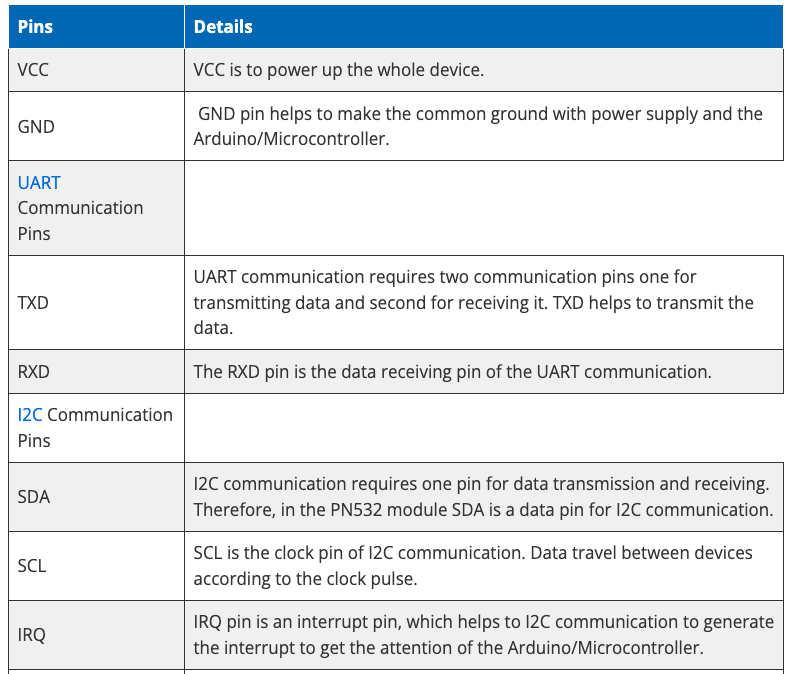 Pins Details
VCC VCC is to power up the whole device.
GND GND pin helps to make the common ground with power supply and the
Arduino/Microcontroller.
UART
Communication
Pins
TXD UART communication requires two communication pins one for
transmitting data and second for receiving it. TXD helps to transmit the
data.
RXD The RXD pin is the data receiving pin of the UART communication.
I2C Communication
Pins
SDA I2C communication requires one pin for data transmission and receiving.
Therefore, in the PN532 module SDA is a data pin for I2C communication.
SCL SCL is the clock pin of I2C communication. Data travel between devices
according to the clock pulse.
IRQ IRQ pin is an interrupt pin, which helps to I2C communication to generate
the interrupt to get the attention of the Arduino/Microcontroller.